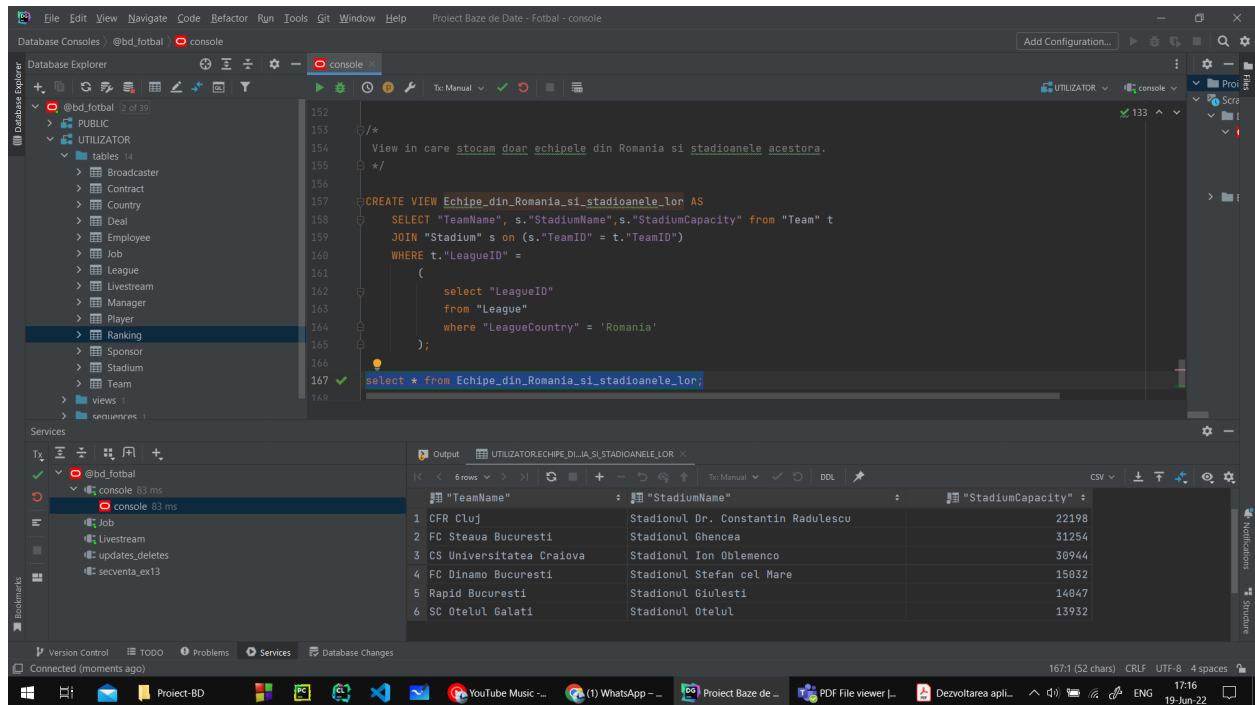 File Edit View Navigate Code Refactor Run Tools Git Window Help Proiect Baze de Date - Fotbal - console
Database Consoles @bd_fotbal console Add Configuration...
Database Explorer console
Tx: Manual UTILIZATOR console
@bd_fotbal 2 of 39
PUBLIC
UTILIZATOR
tables 14
Broadcaster
Contract
Country
Deal
Employee
Job
League
Livestream
Manager
Player
Ranking
Sponsor
Stadium
Team
views 1
sequences 1
133
152
153 /*
154 View in care stocam doar echipele din Romania si stadioanele acestora.
155 */
156
157 CREATE VIEW Echipe_din_Romania_si_stadioanele_lor AS
158 SELECT "TeamName", s."StadiumName",s."StadiumCapacity" from "Team" t
159 JOIN "Stadium" s on (s."TeamID" = t."TeamID")
160 WHERE t."LeagueID" =
161 (
162 select "LeagueID"
163 from "League"
164 where "LeagueCountry" = 'Romania'
165 );
166
167 select * from Echipe_din_Romania_si_stadioanele_lor;
168
Proi
Scra
Database Explorer
Files
Services
Tx
@bd_fotbal
console 83 ms
console 83 ms
Job
Livestream
updates_deletes
secventa_ex13
Output UTILIZATOR.ECHIPE_DI...IA_SI_STADIOANELE_LOR
6 rows Tx: Manual DDL CSV
"TeamName" "StadiumName" "StadiumCapacity"
1 CFR Cluj Stadionul Dr. Constantin Radulescu 22198
2 FC Steaua Bucuresti Stadionul Ghencea 31254
3 CS Universitatea Craiova Stadionul Ion Oblemenco 30944
4 FC Dinamo Bucuresti Stadionul Stefan cel Mare 15032
5 Rapid Bucuresti Stadionul Giulesti 14047
6 SC Otelul Galati Stadionul Otelul 13932
Bookmarks
Notifications
Structure
Version Control TODO Problems Services Database Changes
Connected (moments ago) 167:1 (52 chars) CRLF UTF-8 4 spaces
Proiect-BD YouTube Music -... (1) WhatsApp – ... Proiect Baze de ... PDF File viewer |... Dezvoltarea apli... ENG 17:16
19-Jun-22